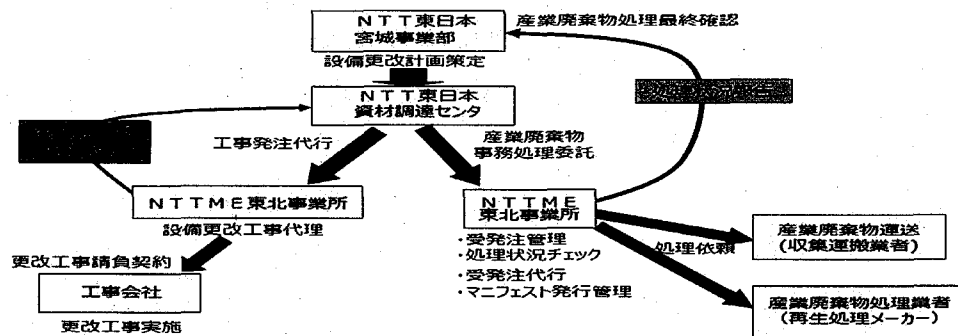 NTT東日本
宮城事業部
産業廃棄物処理最終確認
設備更改計画策定
NTT東日本
資材調達センタ
工事発注代行
産業廃棄物
事務処理委託
NTTME東北事業所
設備更改工事代理
NTTME
東北事業所
・受発注管理
・処理状況チェック
・受発注代行
・マニフェスト発行管理
処理依頼
産業廃棄物運送
(収集運搬業者)
更改工事請負契約
工事会社
更改工事実施
産業廃棄物処理業者
(再生処理メーカー)